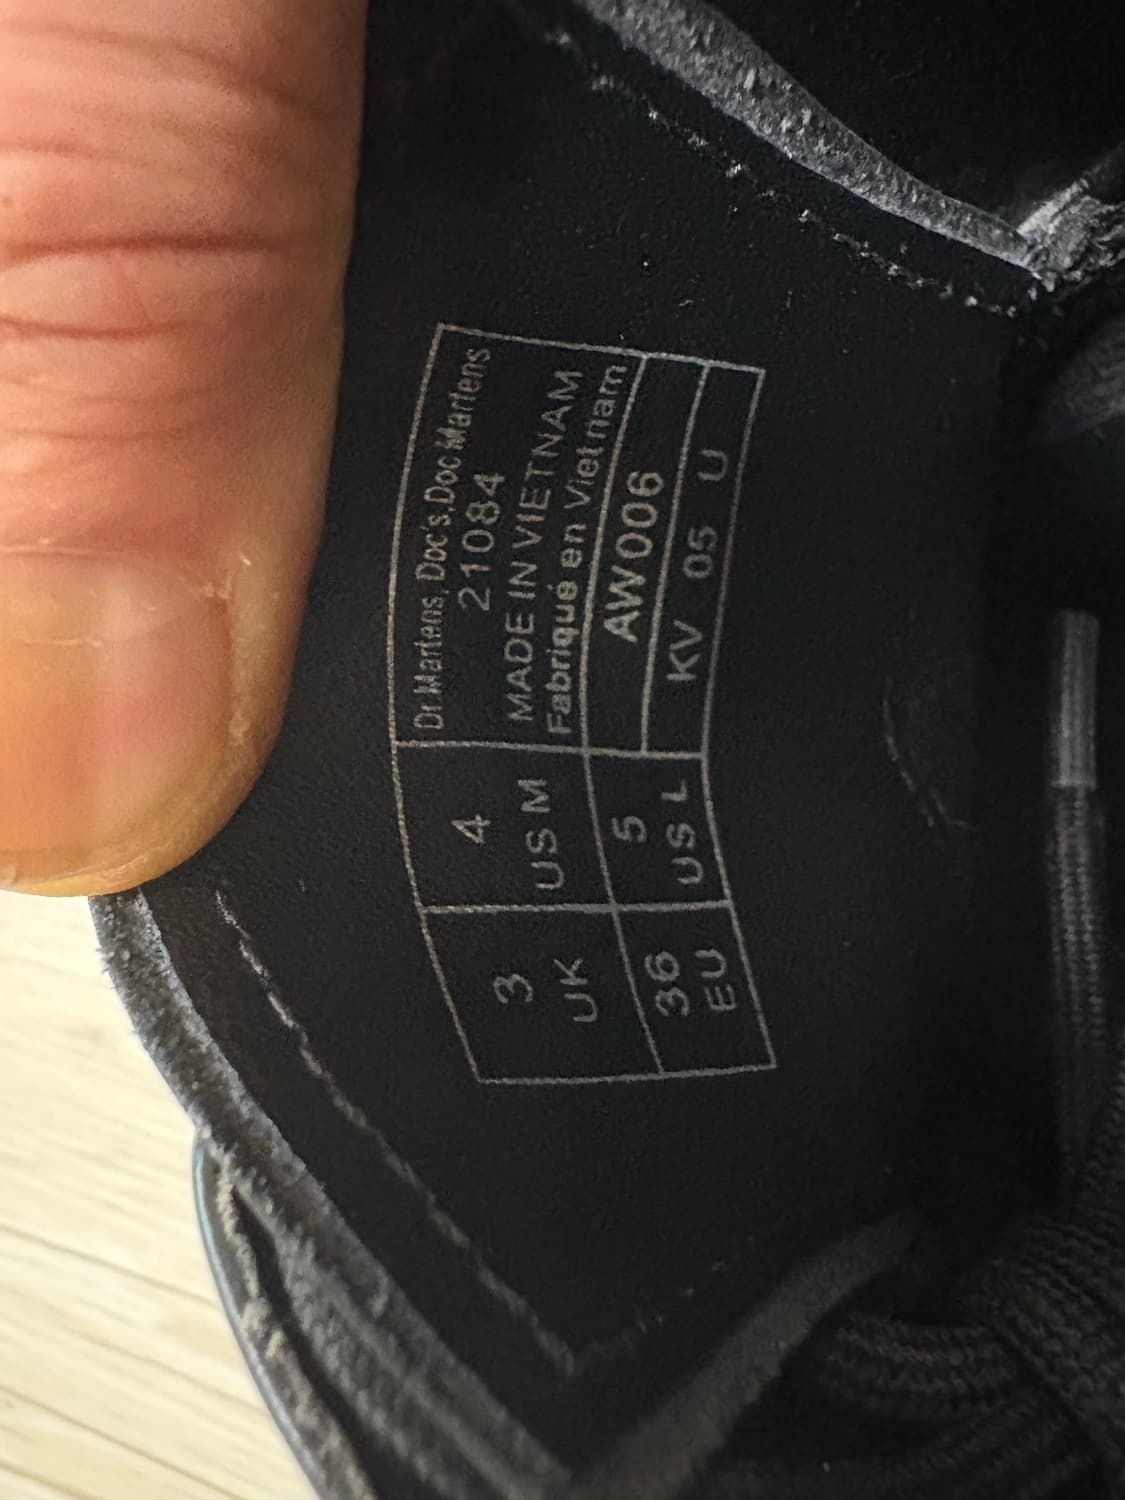 Dr.Martens, Doc's, Doc Martens
21084
MADE IN VIETNAM
Fabriqué en Vietnam
AW006
KV 05 U
4
US M
5
US L
3
UK
36
EU